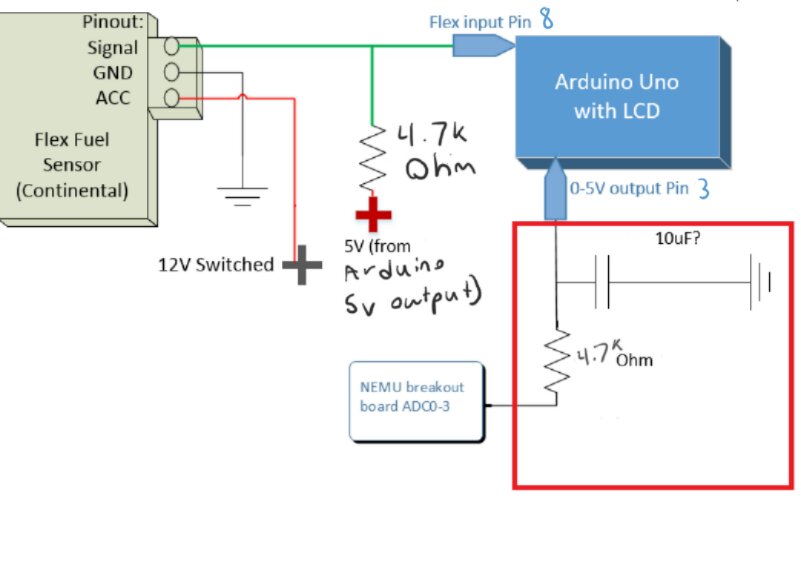 Pinout:
Signal
GND
ACC
Flex Fuel
Sensor
(Continental)
12V Switched
4.7k
Ohm
5V (from
Arduino
5v output)
Flex input Pin 8
Arduino Uno
with LCD
0-5V output Pin 3
10uF?
4.7K Ohm
NEMU breakout
board ADC0-3